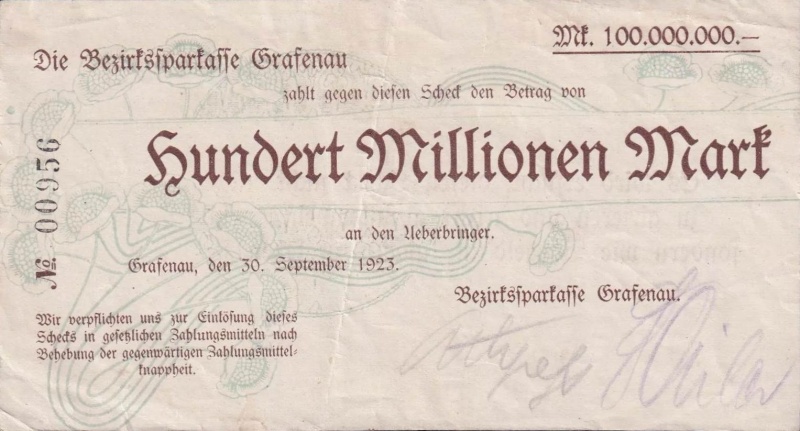 Mk. 100.000.000.—
Die Bezirkssparkasse Grafenau
zahlt gegen diesen Scheck den Betrag von
Hundert Millionen Mark
an den Ueberbringer.
Grafenau, den 30. September 1923.
Bezirkssparkasse Grafenau.
№ 00956
Wir verpflichten uns zur Einlösung dieses
Schecks in gesetzlichen Zahlungsmitteln nach
Behebung der gegenwärtigen Zahlungsmittel-
knappheit.